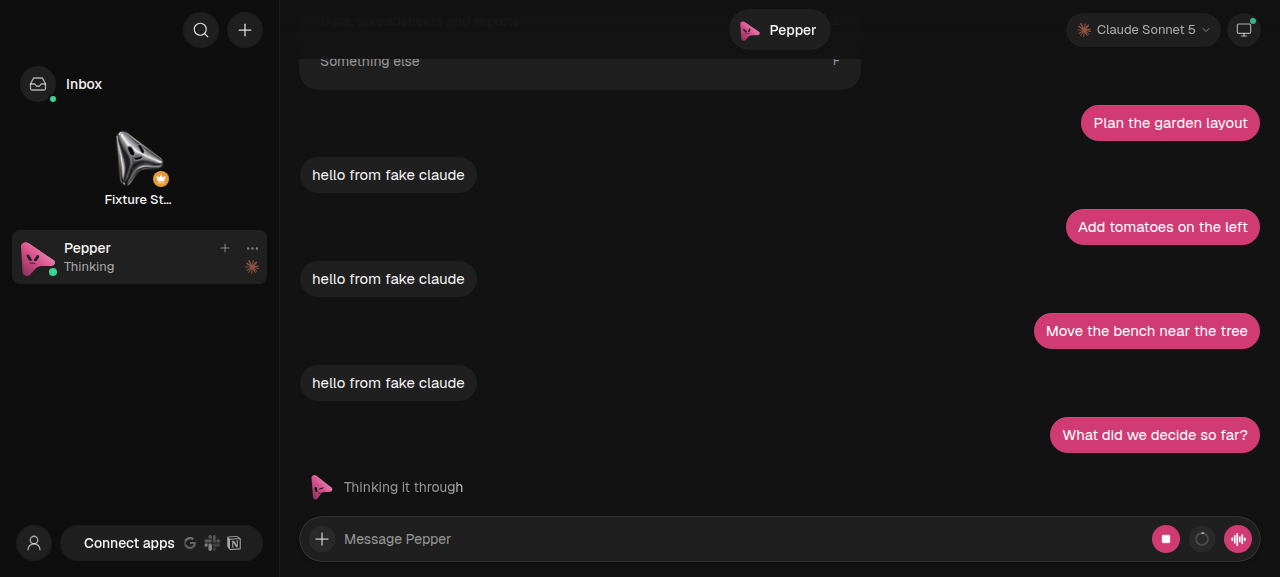 Pepper
Claude Sonnet 5
Inbox
Something else
F
Plan the garden layout
hello from fake claude
Fixture St...
Add tomatoes on the left
Pepper
Thinking
hello from fake claude
Move the bench near the tree
hello from fake claude
What did we decide so far?
Thinking it through
Connect apps
Message Pepper